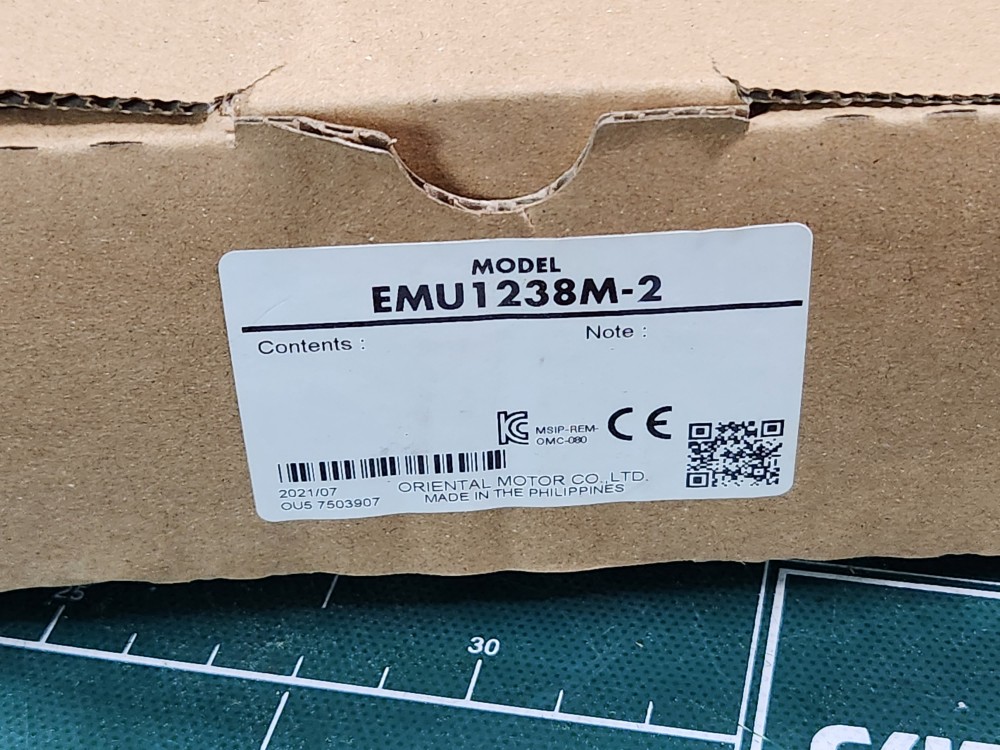 MODEL
EMU1238M-2
Contents :
Note :
MSIP-REM-
OMC-080
CE
2021/07
OU5 7503907
ORIENTAL MOTOR CO.,LTD.
MADE IN THE PHILIPPINES
25
30